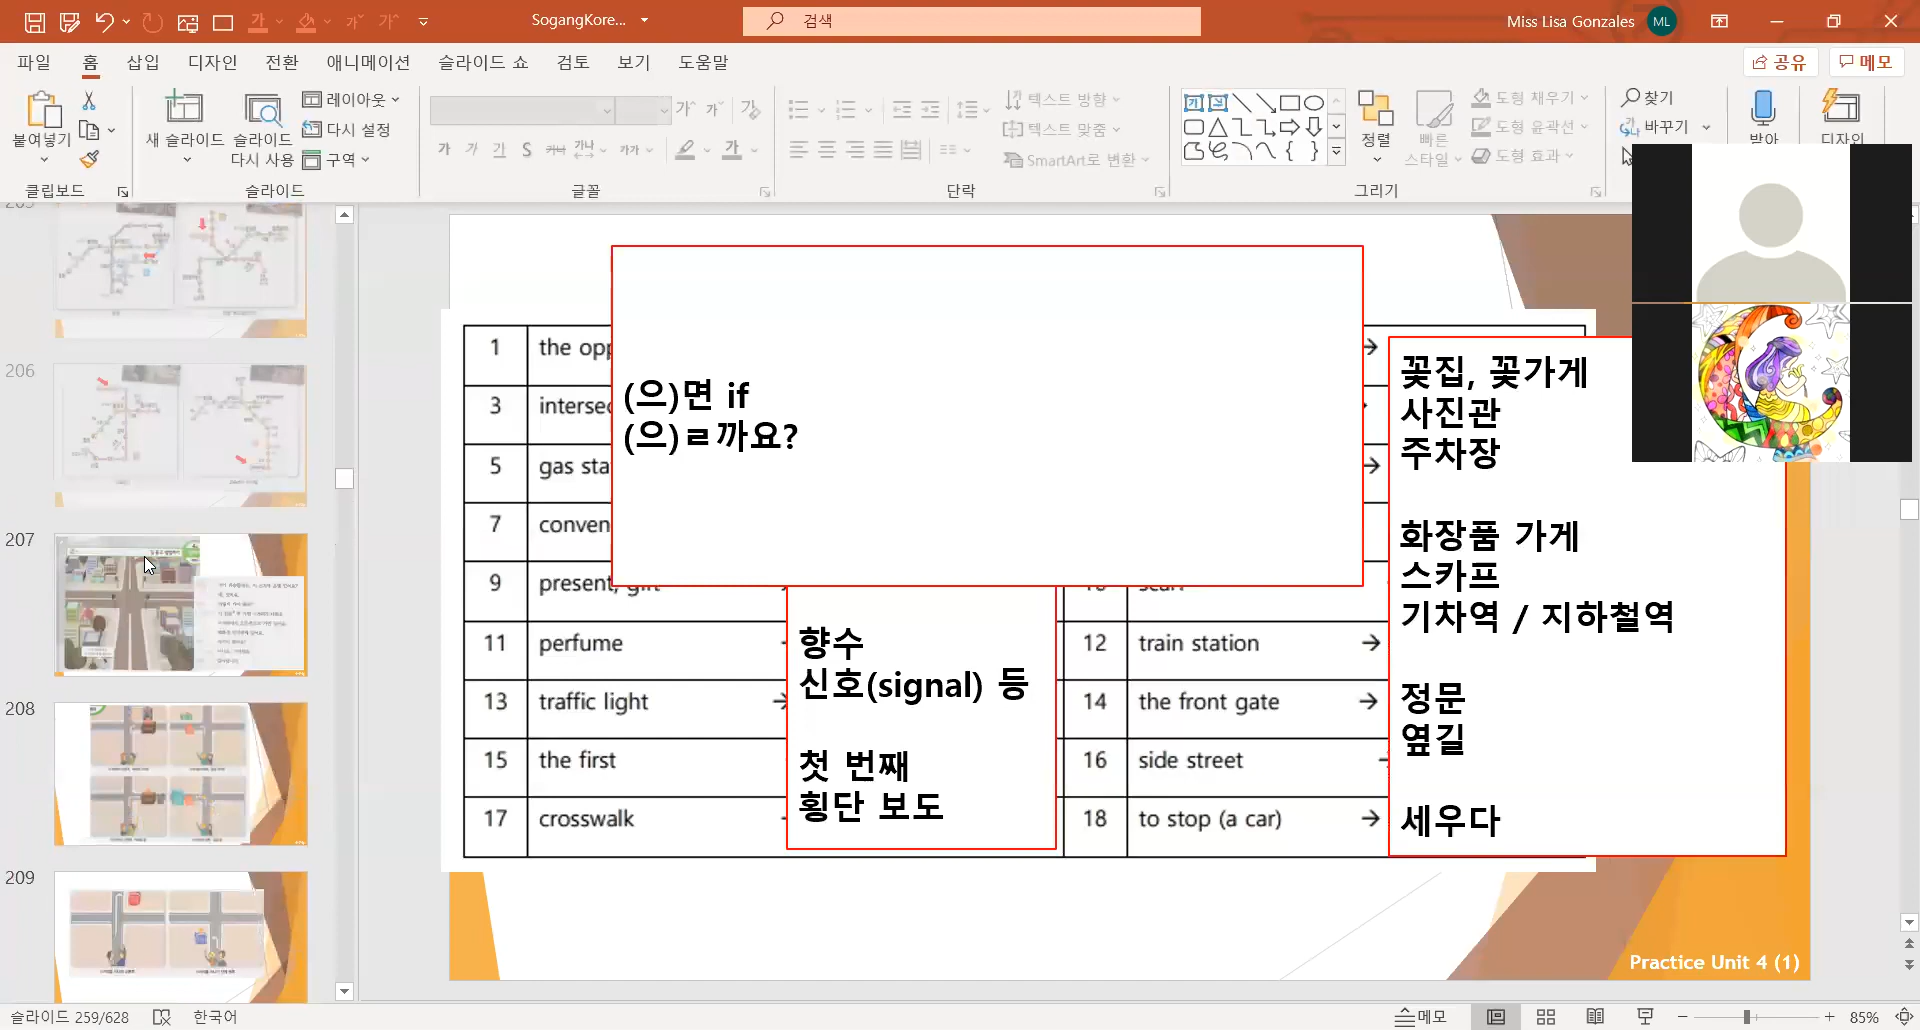 SogangKore...
검색
Miss Lisa Gonzales
ML
파일 홈 삽입 디자인 전환 애니메이션 슬라이드 쇼 검토 보기 도움말
공유
메모
붙여넣기
클립보드
새 슬라이드
슬라이드 다시 사용
레이아웃
다시 설정
구역
슬라이드
가 가 가 S 가나 가가 가
글꼴
텍스트 방향
텍스트 맞춤
SmartArt로 변환
단락
정렬
빠른 스타일
도형 채우기
도형 윤곽선
도형 효과
그리기
찾기
바꾸기
받아
디자인
206
207
208
209
(으)면 if
(으)ㄹ까요?
1 the opp
3 intersec
5 gas sta
7 conven
9 present, gift
11 perfume
13 traffic light →
15 the first
17 crosswalk
향수
신호(signal) 등
첫 번째
횡단 보도
12 train station →
14 the front gate →
16 side street
18 to stop (a car) →
꽃집, 꽃가게
사진관
주차장
화장품 가게
스카프
기차역 / 지하철역
정문
옆길
세우다
Practice Unit 4 (1)
슬라이드 259/628
한국어
메모
85%